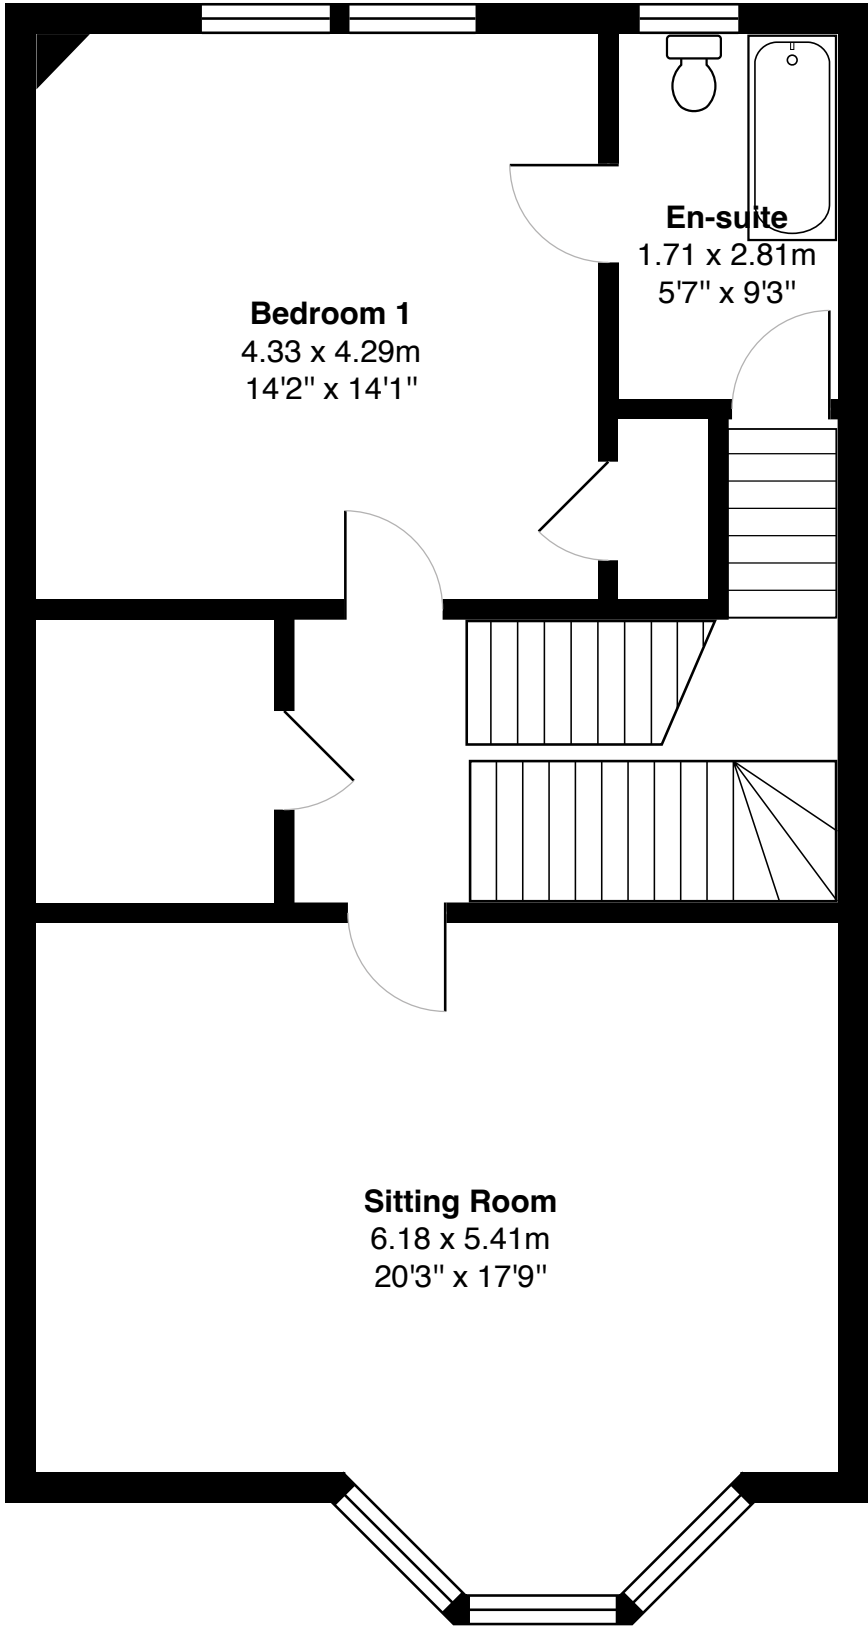 En-suite
1.71 x 2.81m
5'7" x 9'3"
Bedroom 1
4.33 x 4.29m
14'2" x 14'1"
Sitting Room
6.18 x 5.41m
20'3" x 17'9"